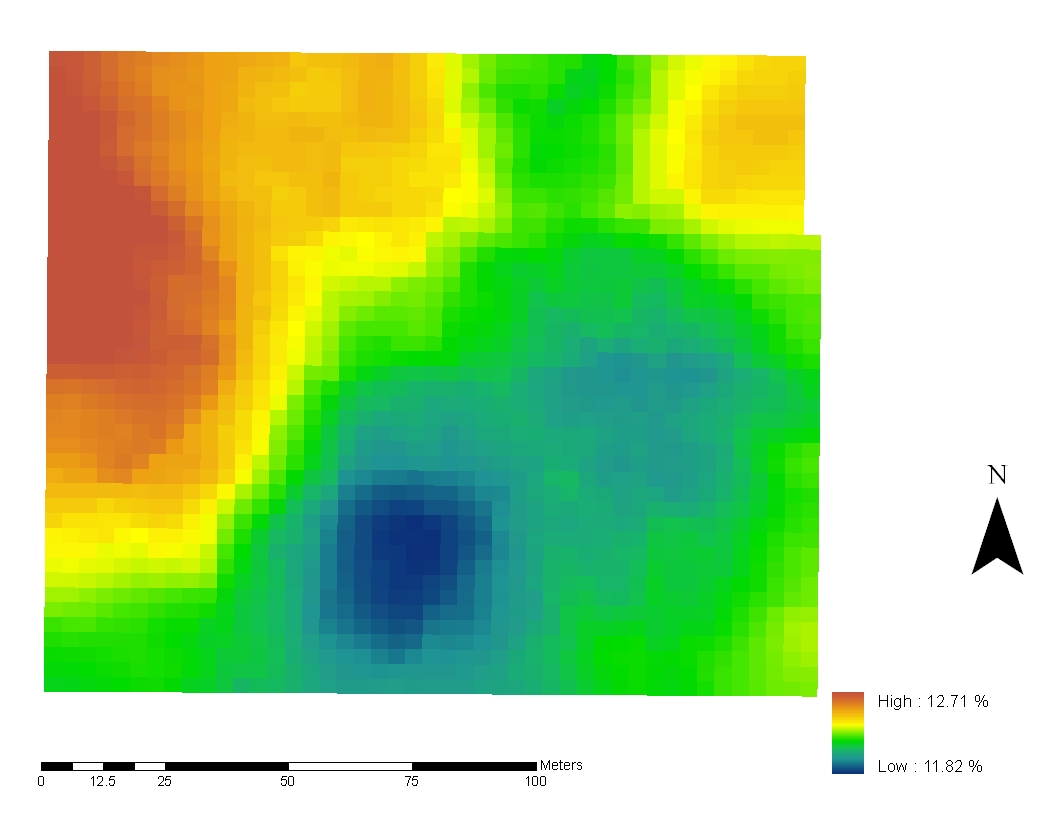 N
High : 12.71 %
Low : 11.82 %
Meters
0 12.5 25 50 75 100